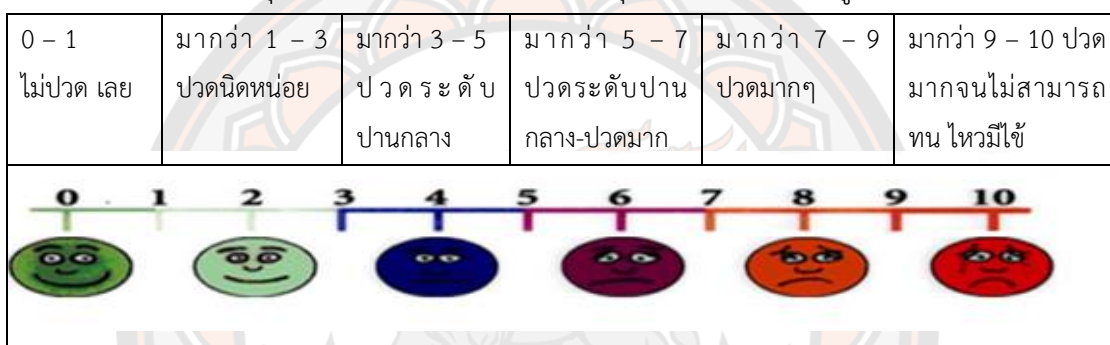 0 – 1
ไม่ปวด เลย
มากว่า 1 – 3
ปวดนิดหน่อย
มากว่า 3 – 5
ปวดระดับ
ปานกลาง
มากว่า 5 – 7
ปวดระดับปาน
กลาง-ปวดมาก
มากว่า 7 – 9
ปวดมากๆ
มากว่า 9 – 10 ปวด
มากจนไม่สามารถ
ทน ไหวมีไข้
0 1 2 3 4 5 6 7 8 9 10